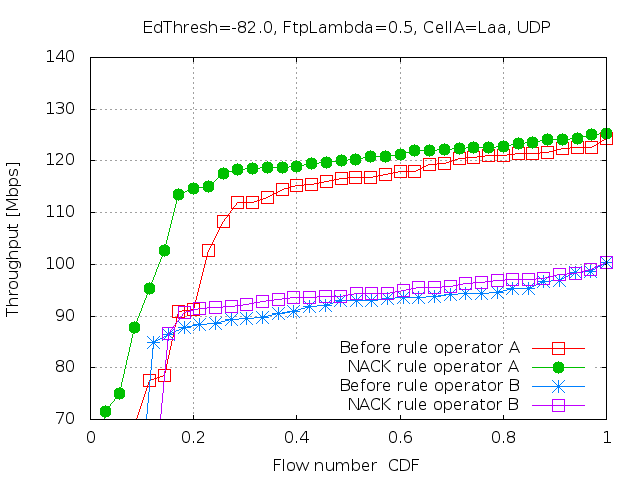 EdThresh=-82.0, FtpLambda=0.5, CellA=Laa, UDP
140
130
120
110
100
90
80
70
Throughput [Mbps]
Before rule operator A
NACK rule operator A
Before rule operator B
NACK rule operator B
0 0.2 0.4 0.6 0.8 1
Flow number CDF